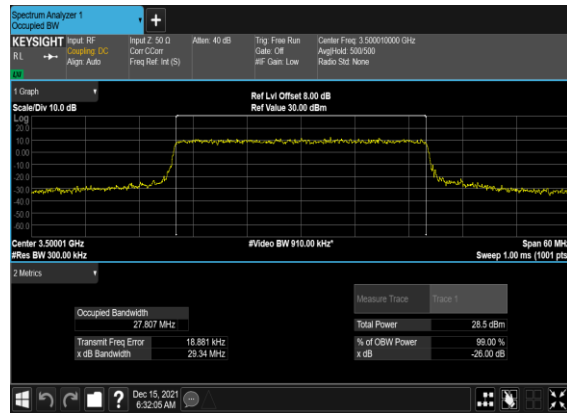 Spectrum Analyzer 1
Occupied BW
+
KEYSIGHT Input: RF Input Z: 50 Ω Atten: 40 dB Trig: Free Run Center Freq: 3.500010000 GHz
R L Coupling: DC Corr CCorr Gate: Off Avg|Hold: 500/500
Align: Auto Freq Ref: Int (S) #IF Gain: Low Radio Std: None
LW
1 Graph
Scale/Div 10.0 dB
Ref Lvl Offset 8.00 dB
Ref Value 30.00 dBm
Log
20.0
10.0
0.00
-10.0
-20.0
-30.0
-40.0
-50.0
-60.0
Center 3.50001 GHz #Video BW 910.00 kHz* Span 60 MHz
#Res BW 300.00 kHz Sweep 1.00 ms (1001 pts
2 Metrics
Measure Trace Trace 1
Occupied Bandwidth
27.807 MHz Total Power 28.5 dBm
Transmit Freq Error 18.881 kHz % of OBW Power 99.00 %
x dB Bandwidth 29.34 MHz x dB -26.00 dB
? Dec 15, 2021
6:32:05 AM